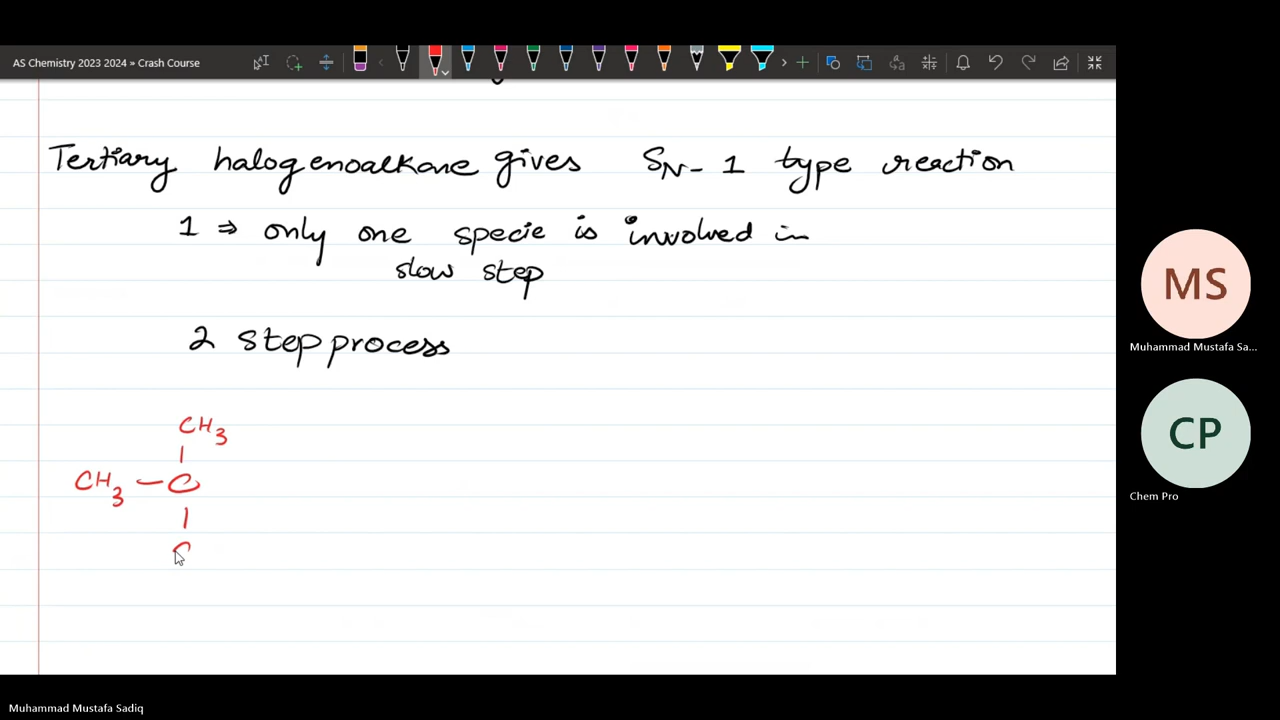 AS Chemistry 2023 2024 » Crash Course
Tertiary halogenoalkane gives SN-1 type reaction
1 ⇒ only one specie is involved in
slow step
2 step process
CH3
CH3 - C
MS
Muhammad Mustafa Sa...
CP
Chem Pro
Muhammad Mustafa Sadiq